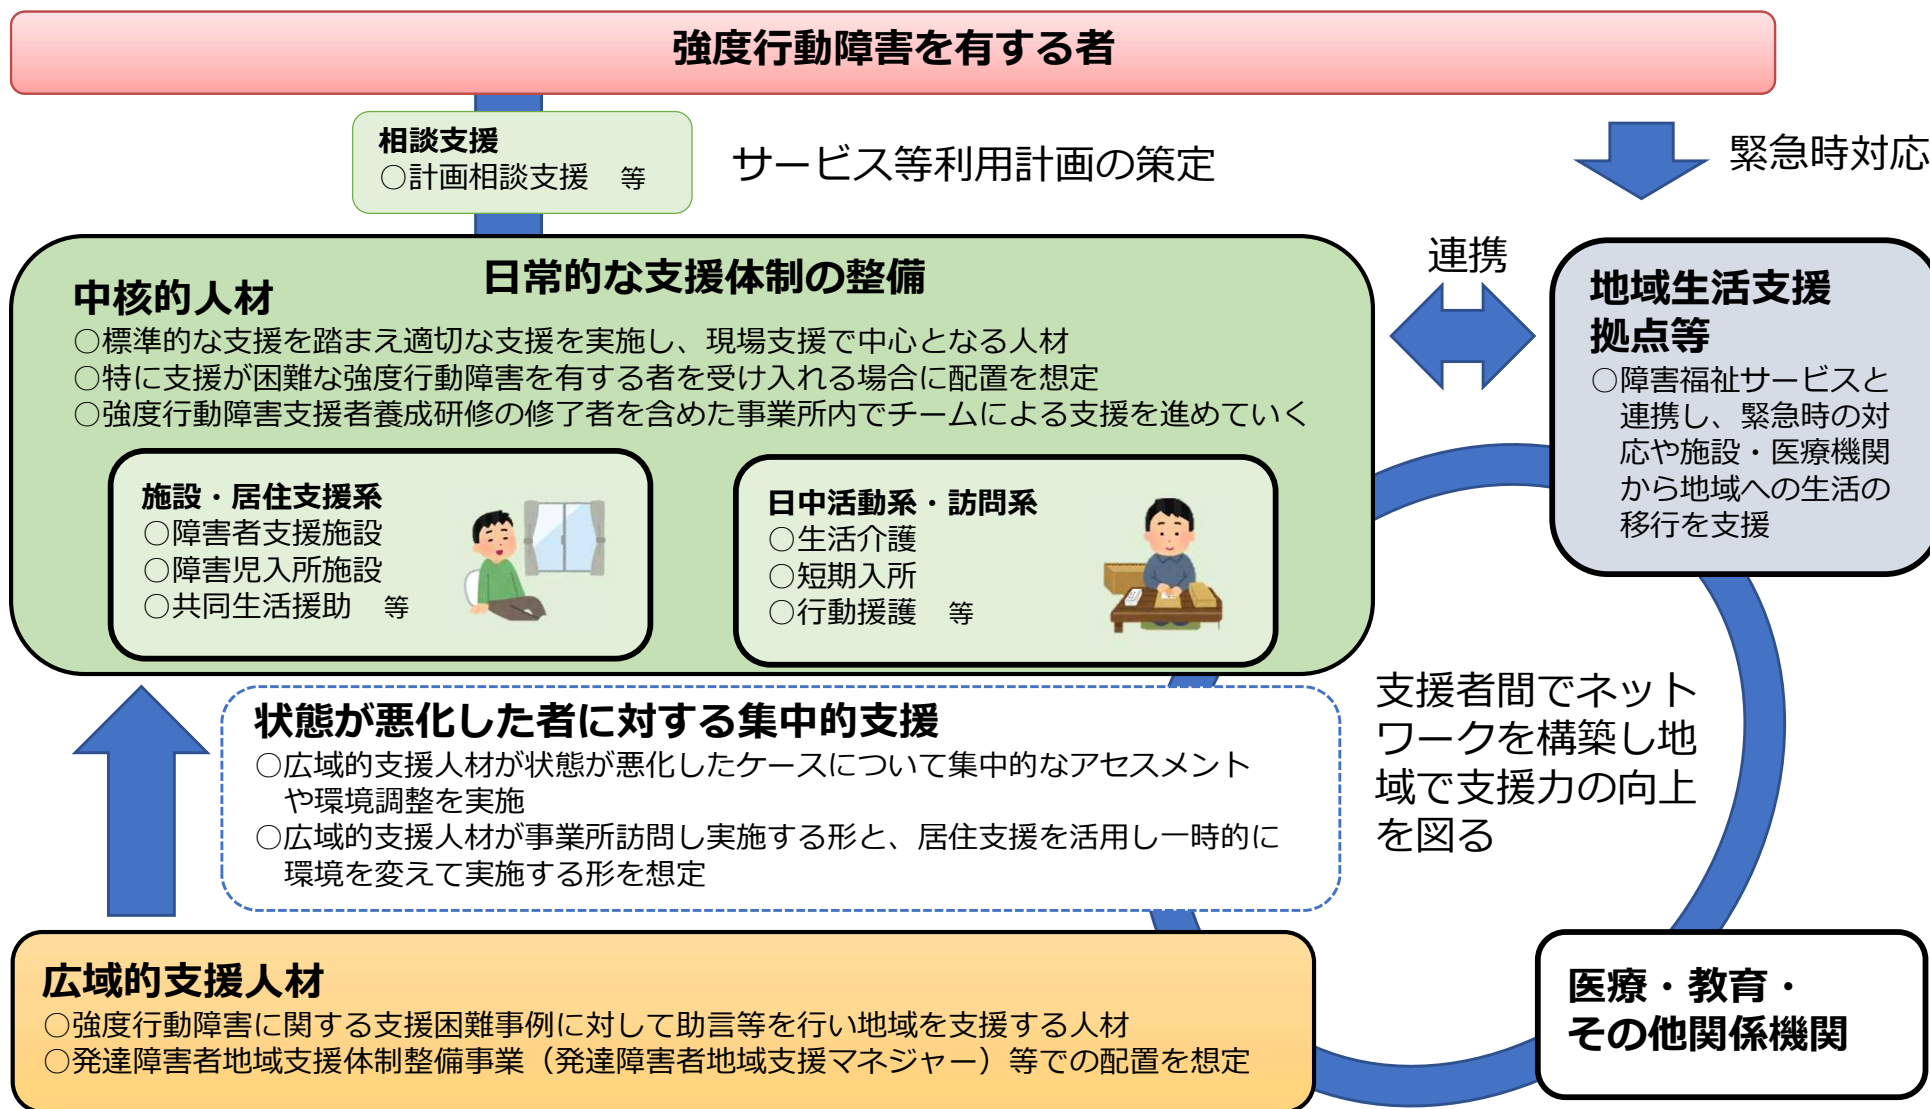 強度行動障害を有する者
相談支援
○計画相談支援　等
サービス等利用計画の策定
緊急時対応
日常的な支援体制の整備
中核的人材
○標準的な支援を踏まえ適切な支援を実施し、現場支援で中心となる人材
○特に支援が困難な強度行動障害を有する者を受け入れる場合に配置を想定
○強度行動障害支援者養成研修の修了者を含めた事業所内でチームによる支援を進めていく
施設・居住支援系
○障害者支援施設
○障害児入所施設
○共同生活援助　等
日中活動系・訪問系
○生活介護
○短期入所
○行動援護　等
連携
地域生活支援
拠点等
○障害福祉サービスと
連携し、緊急時の対
応や施設・医療機関
から地域への生活の
移行を支援
状態が悪化した者に対する集中的支援
○広域的支援人材が状態が悪化したケースについて集中的なアセスメント
や環境調整を実施
○広域的支援人材が事業所訪問し実施する形と、居住支援を活用し一時的に
環境を変えて実施する形を想定
支援者間でネット
ワークを構築し地
域で支援力の向上
を図る
広域的支援人材
○強度行動障害に関する支援困難事例に対して助言等を行い地域を支援する人材
○発達障害者地域支援体制整備事業（発達障害者地域支援マネジャー）等での配置を想定
医療・教育・
その他関係機関